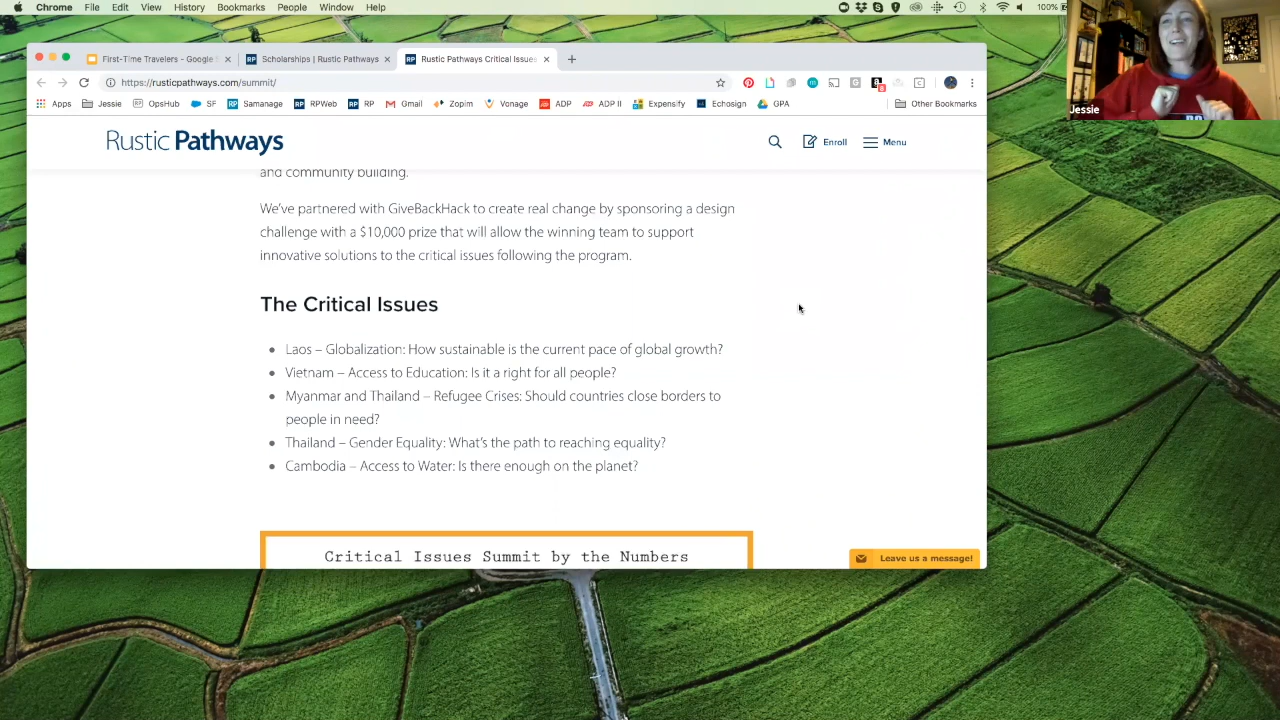 Chrome File Edit View History Bookmarks People Window Help 100%
Jessie
First-Time Travelers - Google
Scholarships | Rustic Pathways
Rustic Pathways Critical Issues
https://rusticpathways.com/summit/
Apps Jessie OpsHub SF Samanage RPWeb RP Gmail Zopim Vonage ADP ADP II Expensify Echosign GPA Other Bookmarks
Rustic Pathways
Enroll
Menu
and community building.
We've partnered with GiveBackHack to create real change by sponsoring a design
challenge with a $10,000 prize that will allow the winning team to support
innovative solutions to the critical issues following the program.
The Critical Issues
Laos – Globalization: How sustainable is the current pace of global growth?
Vietnam – Access to Education: Is it a right for all people?
Myanmar and Thailand – Refugee Crises: Should countries close borders to
people in need?
Thailand – Gender Equality: What's the path to reaching equality?
Cambodia – Access to Water: Is there enough on the planet?
Critical Issues Summit by the Numbers
Leave us a message!